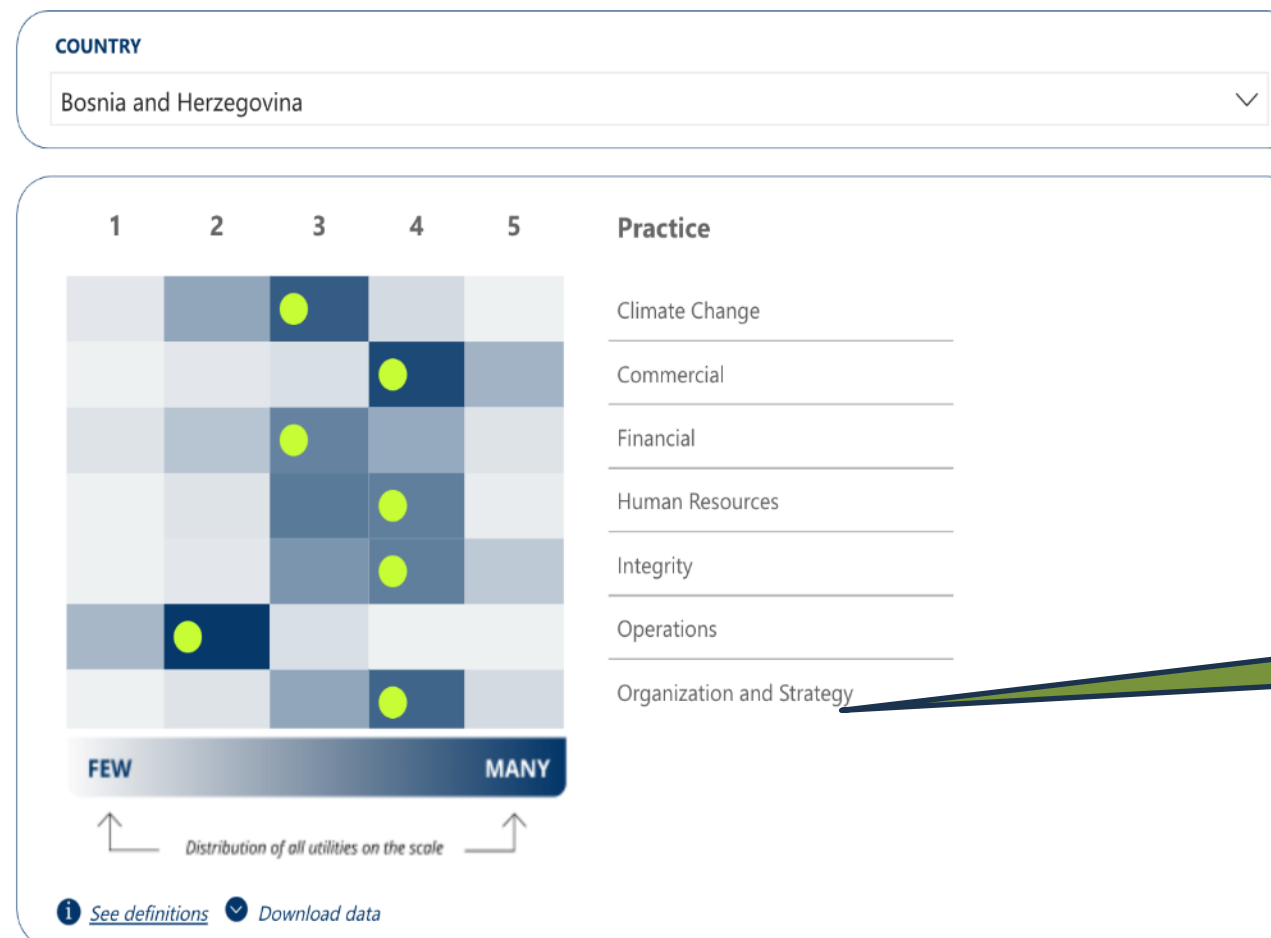 COUNTRY
Bosnia and Herzegovina
1 2 3 4 5 Practice
Climate Change
Commercial
Financial
Human Resources
Integrity
Operations
Organization and Strategy
FEW MANY
Distribution of all utilities on the scale
i See definitions Download data